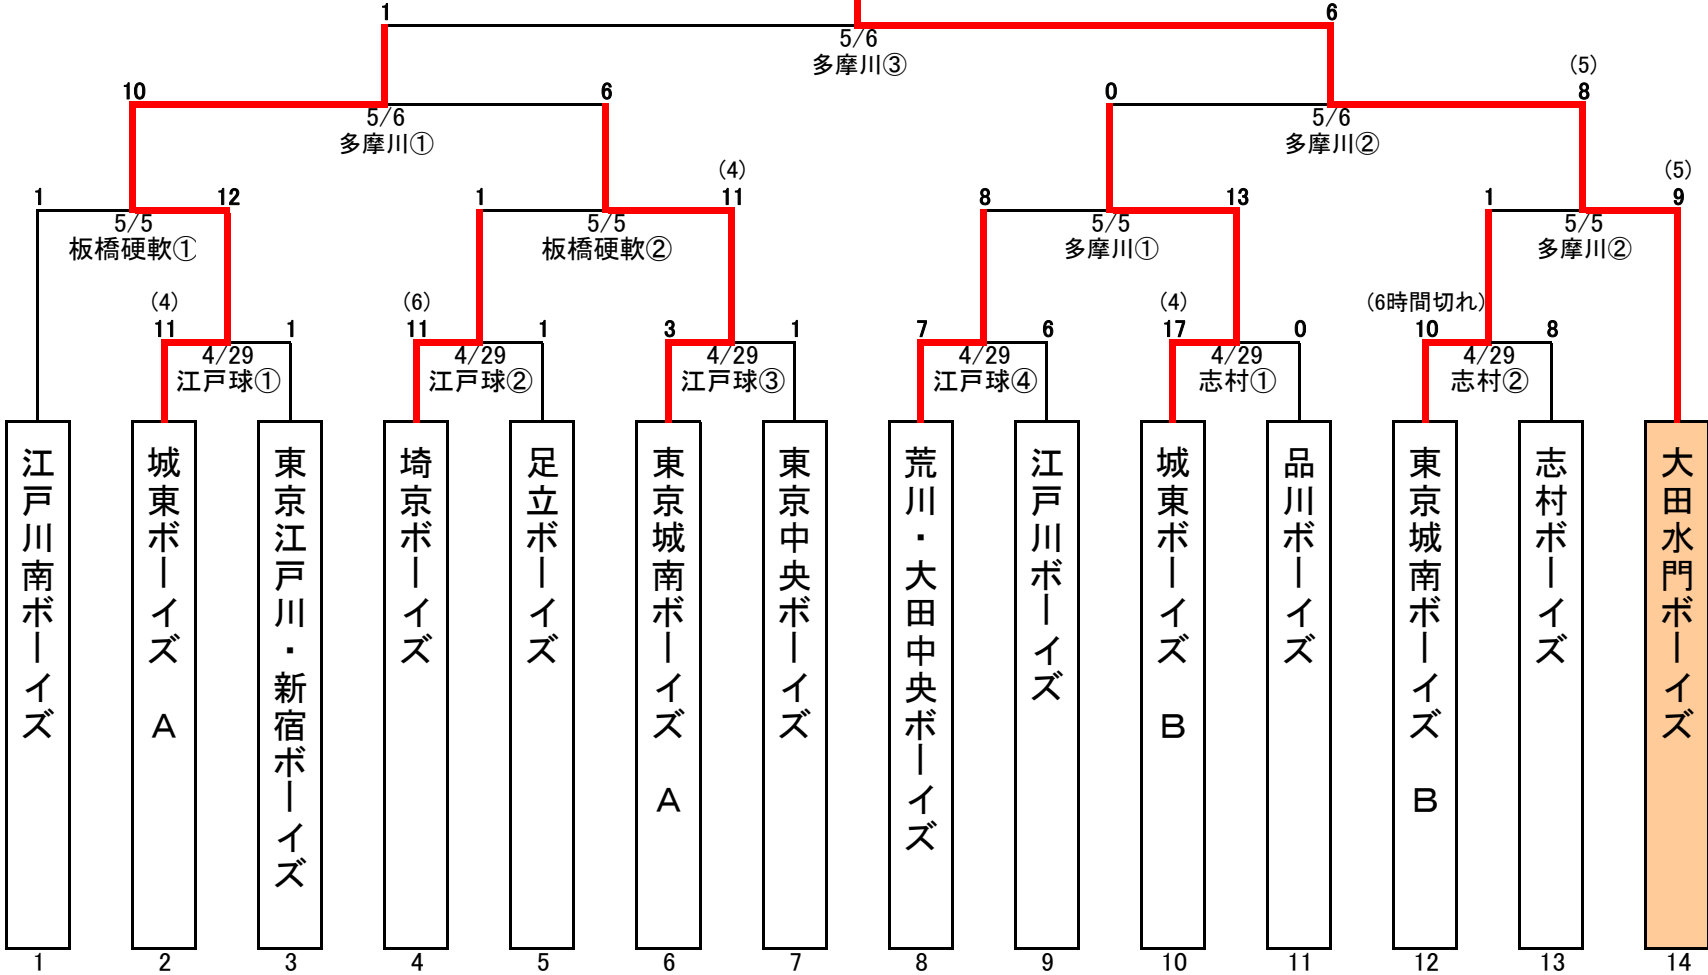 1 6
5/6
多摩川③
(5)
10 6 0 8
5/6 5/6
多摩川① 多摩川②
(4) (5)
1 12 1 11 8 13 1 9
5/5 5/5 5/5 5/5
板橋硬軟① 板橋硬軟② 多摩川① 多摩川②
(4) (6) (4) (6時間切れ)
11 1 11 1 3 1 7 6 17 0 10 8
4/29 4/29 4/29 4/29 4/29 4/29
江戸球① 江戸球② 江戸球③ 江戸球④ 志村① 志村②
江戸川南ボーイズ
城東ボーイズ A
東京江戸川・新宿ボーイズ
埼京ボーイズ
足立ボーイズ
東京城南ボーイズ A
東京中央ボーイズ
荒川・大田中央ボーイズ
江戸川ボーイズ
城東ボーイズ B
品川ボーイズ
東京城南ボーイズ B
志村ボーイズ
大田水門ボーイズ
1 2 3 4 5 6 7 8 9 10 11 12 13 14